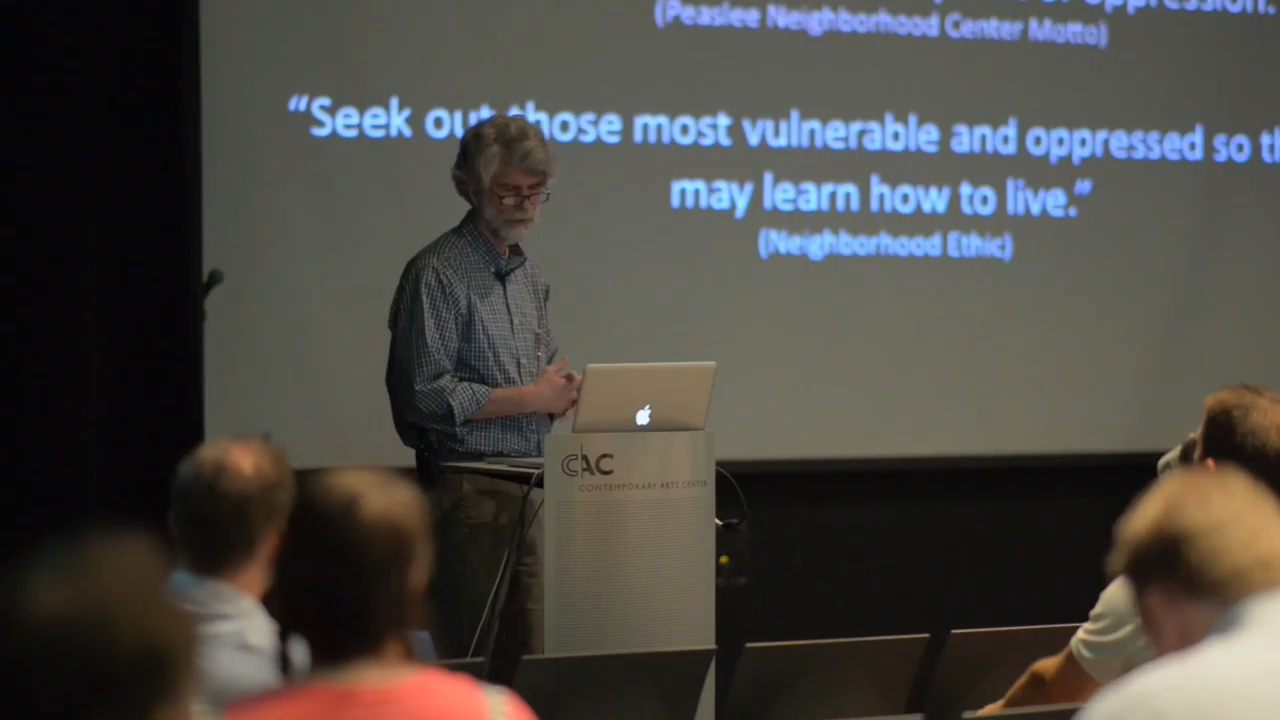 oppression.
(Peaslee Neighborhood Center Motto)
“Seek out those most vulnerable and oppressed so
may learn how to live.”
(Neighborhood Ethic)
CAC
CONTEMPORARY ARTS CENTER